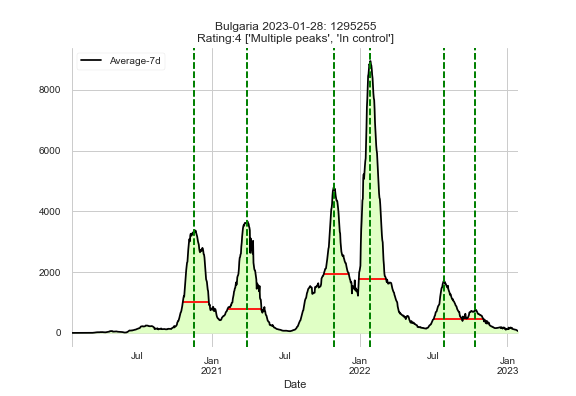 Bulgaria 2023-01-28: 1295255
Rating:4 ['Multiple peaks', 'In control']
Average-7d
8000
6000
4000
2000
0
Jul
Jan
2021
Jul
Jan
2022
Jul
Jan
2023
Date